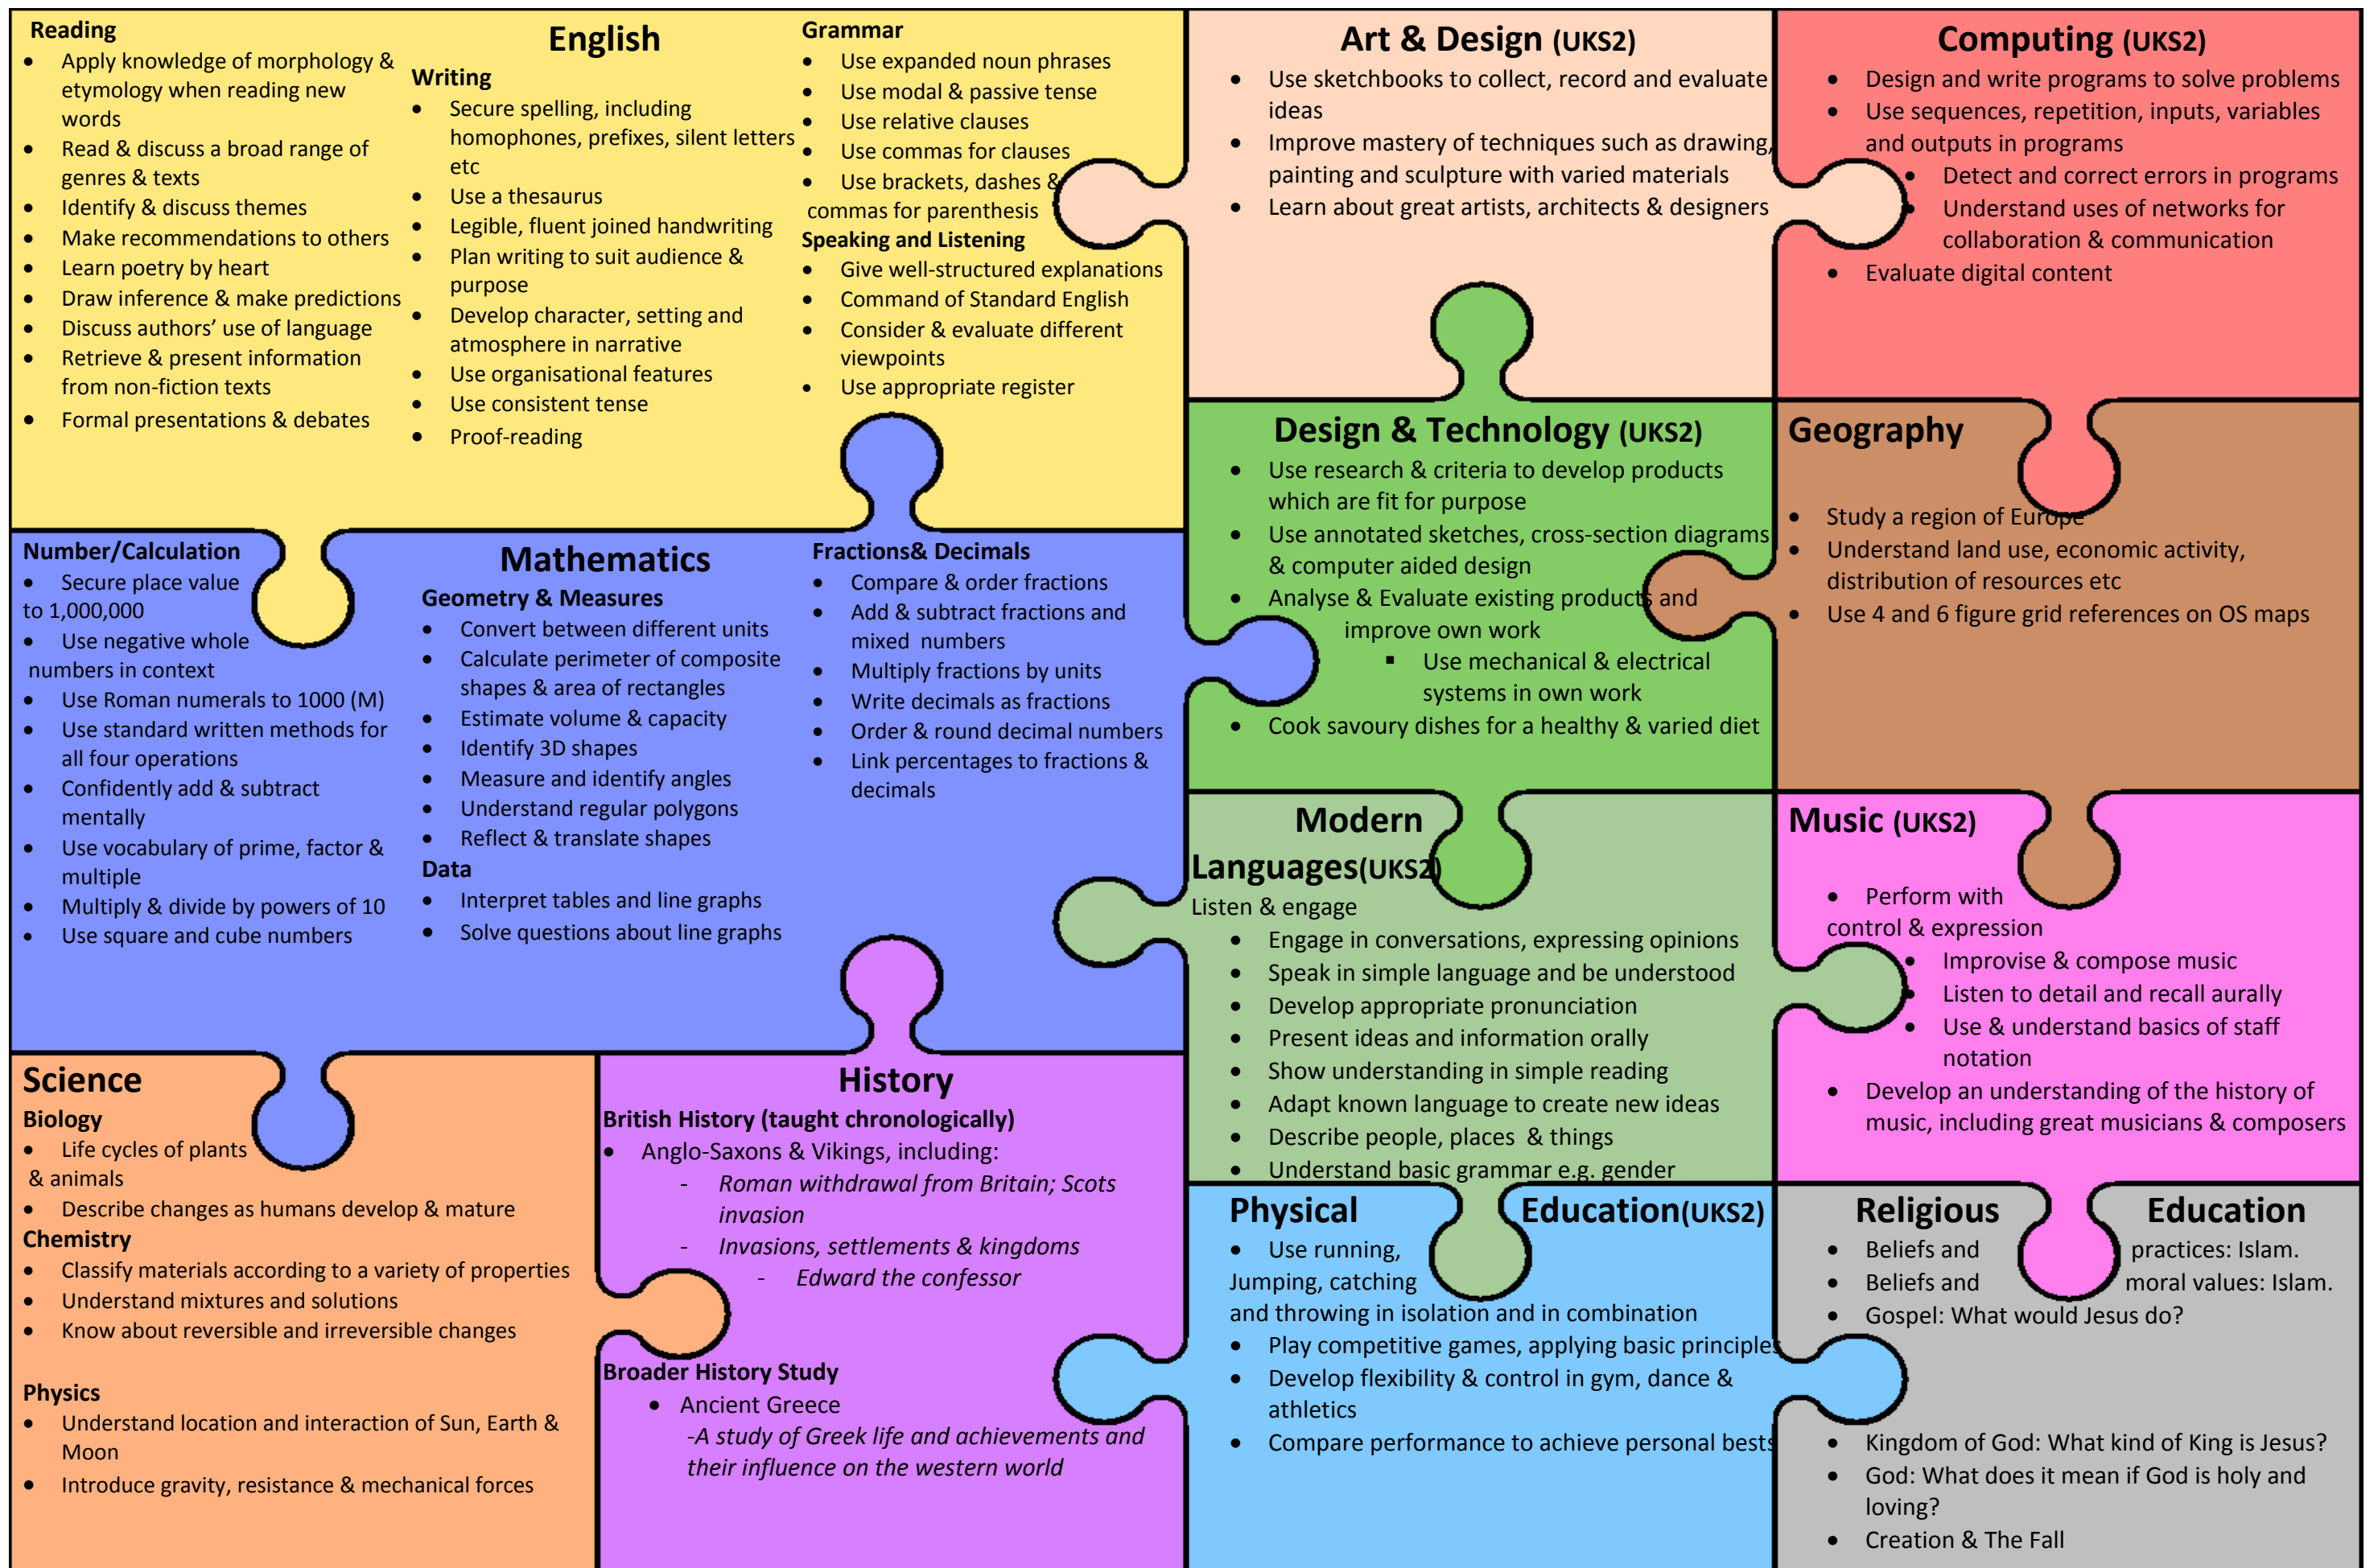 Reading
• Apply knowledge of morphology &
etymology when reading new
words
• Read & discuss a broad range of
genres & texts
• Identify & discuss themes
• Make recommendations to others
• Learn poetry by heart
• Draw inference & make predictions
• Discuss authors’ use of language
• Retrieve & present information
from non-fiction texts
• Formal presentations & debates
English
Writing
• Secure spelling, including
homophones, prefixes, silent letters
etc
• Use a thesaurus
• Legible, fluent joined handwriting
• Plan writing to suit audience &
purpose
• Develop character, setting and
atmosphere in narrative
• Use organisational features
• Use consistent tense
• Proof-reading
Grammar
• Use expanded noun phrases
• Use modal & passive tense
• Use relative clauses
• Use commas for clauses
• Use brackets, dashes &
commas for parenthesis
Speaking and Listening
• Give well-structured explanations
• Command of Standard English
• Consider & evaluate different
viewpoints
• Use appropriate register
Art & Design (UKS2)
• Use sketchbooks to collect, record and evaluate
ideas
• Improve mastery of techniques such as drawing,
painting and sculpture with varied materials
• Learn about great artists, architects & designers
Computing (UKS2)
• Design and write programs to solve problems
• Use sequences, repetition, inputs, variables
and outputs in programs
• Detect and correct errors in programs
• Understand uses of networks for
collaboration & communication
• Evaluate digital content
Design & Technology (UKS2)
• Use research & criteria to develop products
which are fit for purpose
• Use annotated sketches, cross-section diagrams
& computer aided design
• Analyse & Evaluate existing products and
improve own work
▪ Use mechanical & electrical
systems in own work
• Cook savoury dishes for a healthy & varied diet
Geography
• Study a region of Europe
• Understand land use, economic activity,
distribution of resources etc
• Use 4 and 6 figure grid references on OS maps
Number/Calculation
• Secure place value
to 1,000,000
• Use negative whole
numbers in context
• Use Roman numerals to 1000 (M)
• Use standard written methods for
all four operations
• Confidently add & subtract
mentally
• Use vocabulary of prime, factor &
multiple
• Multiply & divide by powers of 10
• Use square and cube numbers
Mathematics
Geometry & Measures
• Convert between different units
• Calculate perimeter of composite
shapes & area of rectangles
• Estimate volume & capacity
• Identify 3D shapes
• Measure and identify angles
• Understand regular polygons
• Reflect & translate shapes
Data
• Interpret tables and line graphs
• Solve questions about line graphs
Fractions& Decimals
• Compare & order fractions
• Add & subtract fractions and
mixed numbers
• Multiply fractions by units
• Write decimals as fractions
• Order & round decimal numbers
• Link percentages to fractions &
decimals
Modern
Languages(UKS2)
Listen & engage
• Engage in conversations, expressing opinions
• Speak in simple language and be understood
• Develop appropriate pronunciation
• Present ideas and information orally
• Show understanding in simple reading
• Adapt known language to create new ideas
• Describe people, places & things
• Understand basic grammar e.g. gender
Music (UKS2)
• Perform with
control & expression
• Improvise & compose music
• Listen to detail and recall aurally
• Use & understand basics of staff
notation
• Develop an understanding of the history of
music, including great musicians & composers
Science
Biology
• Life cycles of plants
& animals
• Describe changes as humans develop & mature
Chemistry
• Classify materials according to a variety of properties
• Understand mixtures and solutions
• Know about reversible and irreversible changes
Physics
• Understand location and interaction of Sun, Earth &
Moon
• Introduce gravity, resistance & mechanical forces
History
British History (taught chronologically)
• Anglo-Saxons & Vikings, including:
- Roman withdrawal from Britain; Scots
invasion
- Invasions, settlements & kingdoms
- Edward the confessor
Broader History Study
• Ancient Greece
-A study of Greek life and achievements and
their influence on the western world
Physical Education(UKS2)
• Use running,
Jumping, catching
and throwing in isolation and in combination
• Play competitive games, applying basic principles
• Develop flexibility & control in gym, dance &
athletics
• Compare performance to achieve personal bests
Religious Education
• Beliefs and practices: Islam.
• Beliefs and moral values: Islam.
• Gospel: What would Jesus do?
• Kingdom of God: What kind of King is Jesus?
• God: What does it mean if God is holy and
loving?
• Creation & The Fall